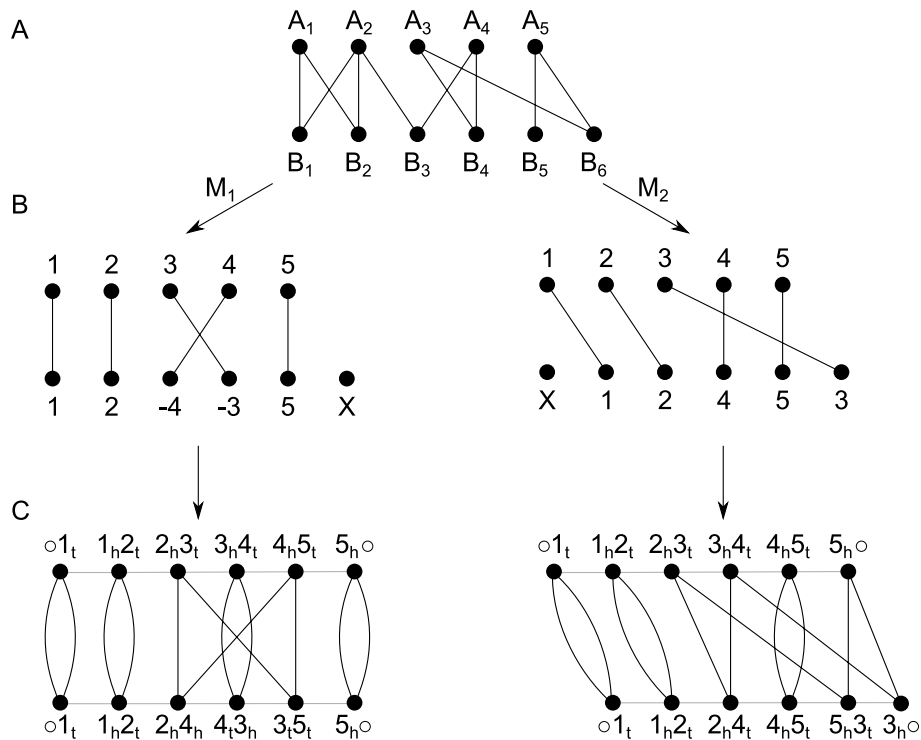 A
A₁ A₂ A₃ A₄ A₅
B₁ B₂ B₃ B₄ B₅ B₆
M₁ M₂
B
1 2 3 4 5
1 2 -4 -3 5 X
1 2 3 4 5
X 1 2 4 5 3
C
○1ₜ 1ₕ2ₜ 2ₕ3ₜ 3ₕ4ₜ 4ₕ5ₜ 5ₕ○
○1ₜ 1ₕ2ₜ 2ₕ4ₕ 4ₜ3ₕ 3ₜ5ₜ 5ₕ○
○1ₜ 1ₕ2ₜ 2ₕ3ₜ 3ₕ4ₜ 4ₕ5ₜ 5ₕ○
○1ₜ 1ₕ2ₜ 2ₕ4ₜ 4ₕ5ₜ 5ₕ3ₜ 3ₕ○